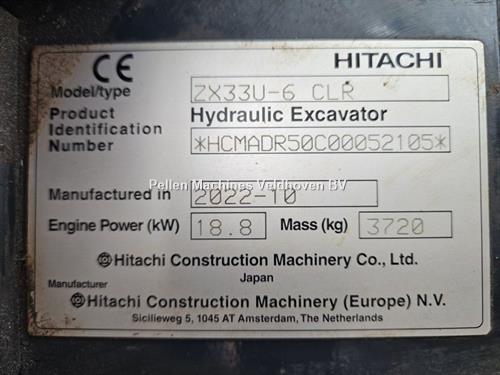 CE HITACHI
Model/type ZX33U-6 CLR
Product Hydraulic Excavator
Identification
Number *HCMADR50C00052105*
Pellen Machines Veldhoven BV
Manufactured in 2022-10
Engine Power (kW) 18.8 Mass (kg) 3720
Hitachi Construction Machinery Co., Ltd.
Japan
Manufacturer
Hitachi Construction Machinery (Europe) N.V.
Sicilieweg 5, 1045 AT Amsterdam, The Netherlands